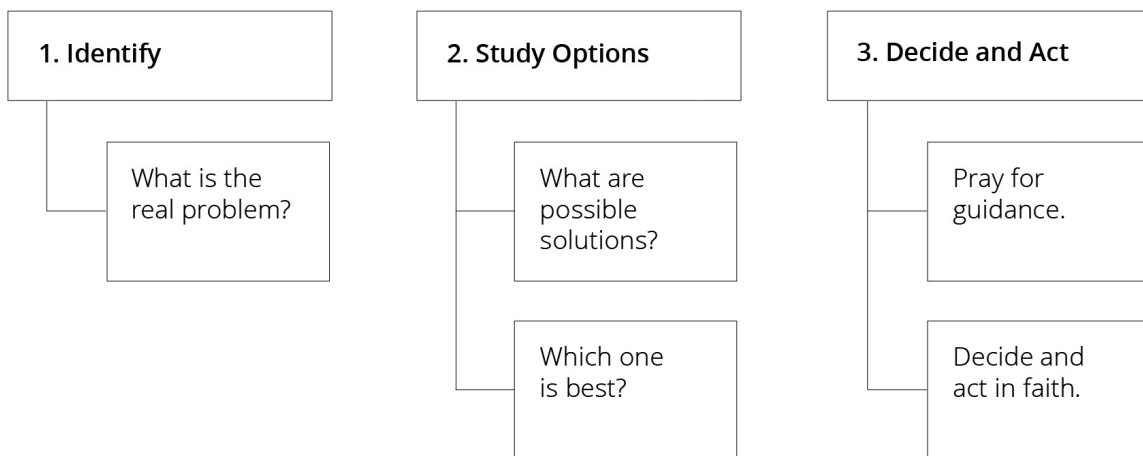 1. Identify
What is the
real problem?
2. Study Options
What are
possible
solutions?
Which one
is best?
3. Decide and Act
Pray for
guidance.
Decide and
act in faith.